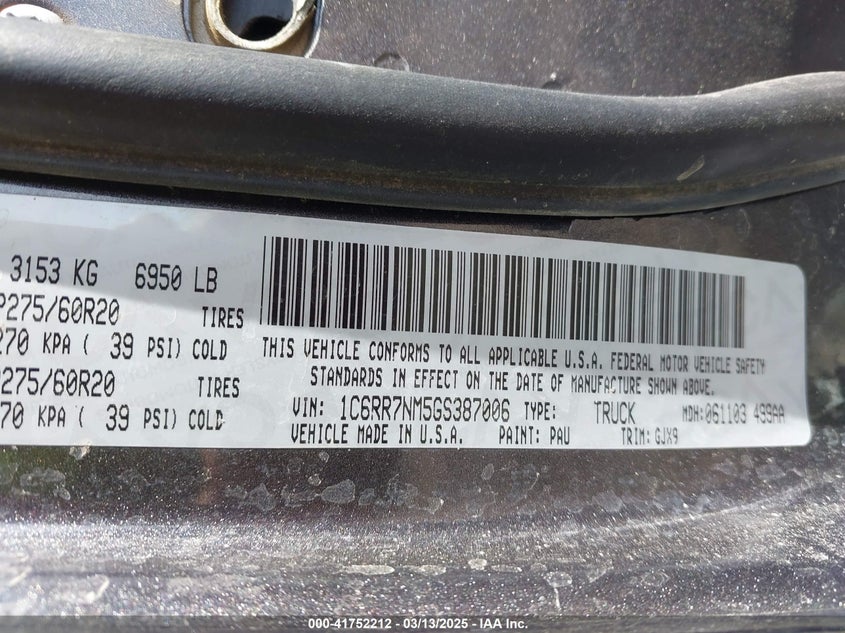 3153 KG 6950 LB
P275/60R20 TIRES
270 KPA ( 39 PSI) COLD
275/60R20 TIRES
70 KPA ( 39 PSI) COLD
THIS VEHICLE CONFORMS TO ALL APPLICABLE U.S.A. FEDERAL MOTOR VEHICLE SAFETY
STANDARDS IN EFFECT ON THE DATE OF MANUFACTURE SHOWN ABOVE.
VIN: 1C6RR7NM5GS387006 TYPE: TRUCK MDH:061103 499AA
VEHICLE MADE IN U.S.A. PAINT: PAU TRIM: GJX9
000-41752212 - 03/13/2025 - IAA Inc.